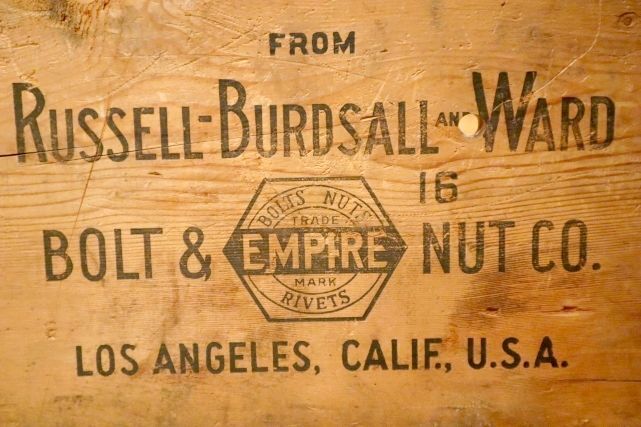 FROM
RUSSELL-BURDSALL AND WARD
16
BOLT & NUT CO.
BOLTS NUTS
TRADE
EMPIRE
MARK
RIVETS
LOS ANGELES, CALIF., U.S.A.